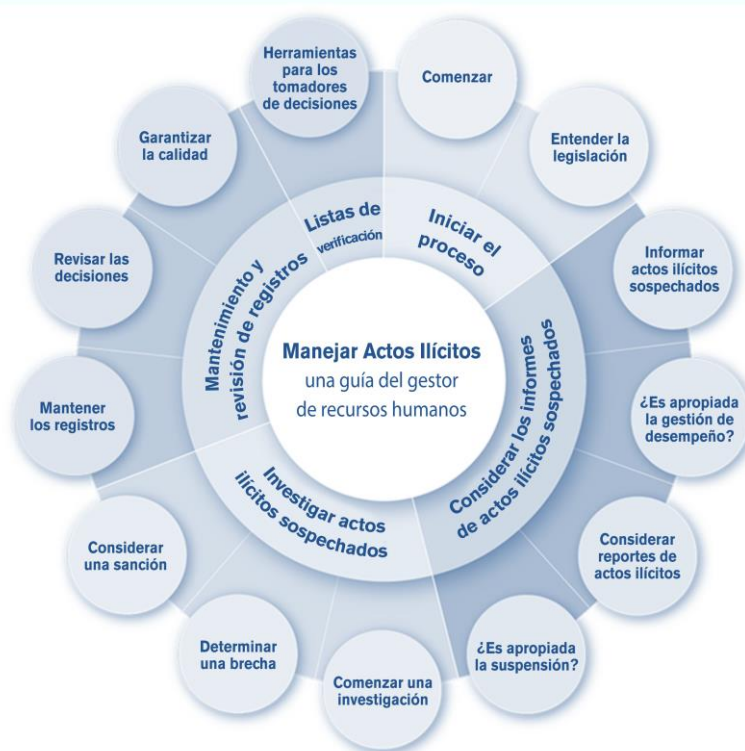 Manejar Actos Ilícitos
una guía del gestor
de recursos humanos
Iniciar el
proceso
Considerar los informes
de actos ilícitos sospechados
Investigar actos
ilícitos sospechados
Mantenimiento y
revisión de registros
Listas de
verificación
Comenzar
Entender la
legislación
Informar
actos ilícitos
sospechados
¿Es apropiada
la gestión de
desempeño?
Considerar
reportes de
actos ilícitos
¿Es apropiada
la suspensión?
Comenzar una
investigación
Determinar
una brecha
Considerar
una sanción
Mantener
los registros
Revisar las
decisiones
Garantizar
la calidad
Herramientas
para los
tomadores
de decisiones